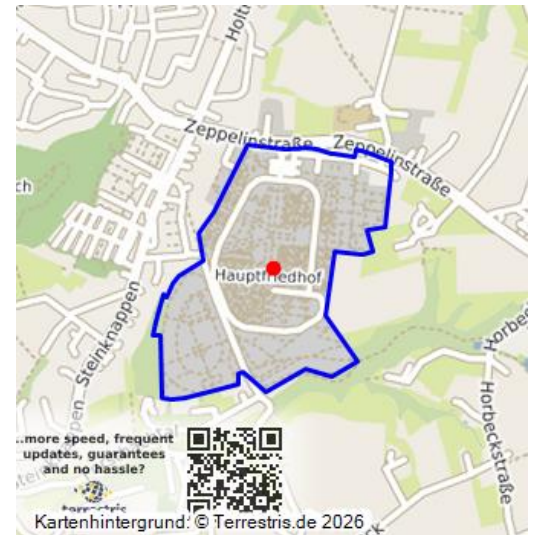 Holt
Zeppelinstraße
Zeppelinstraße
ch
Hauptfriedhof
Steinknappen
Horbeckstraße
...more speed, frequent
updates, guarantees
and no hassle?
terrestris
Kartenhintergrund: © Terrestris.de 2026